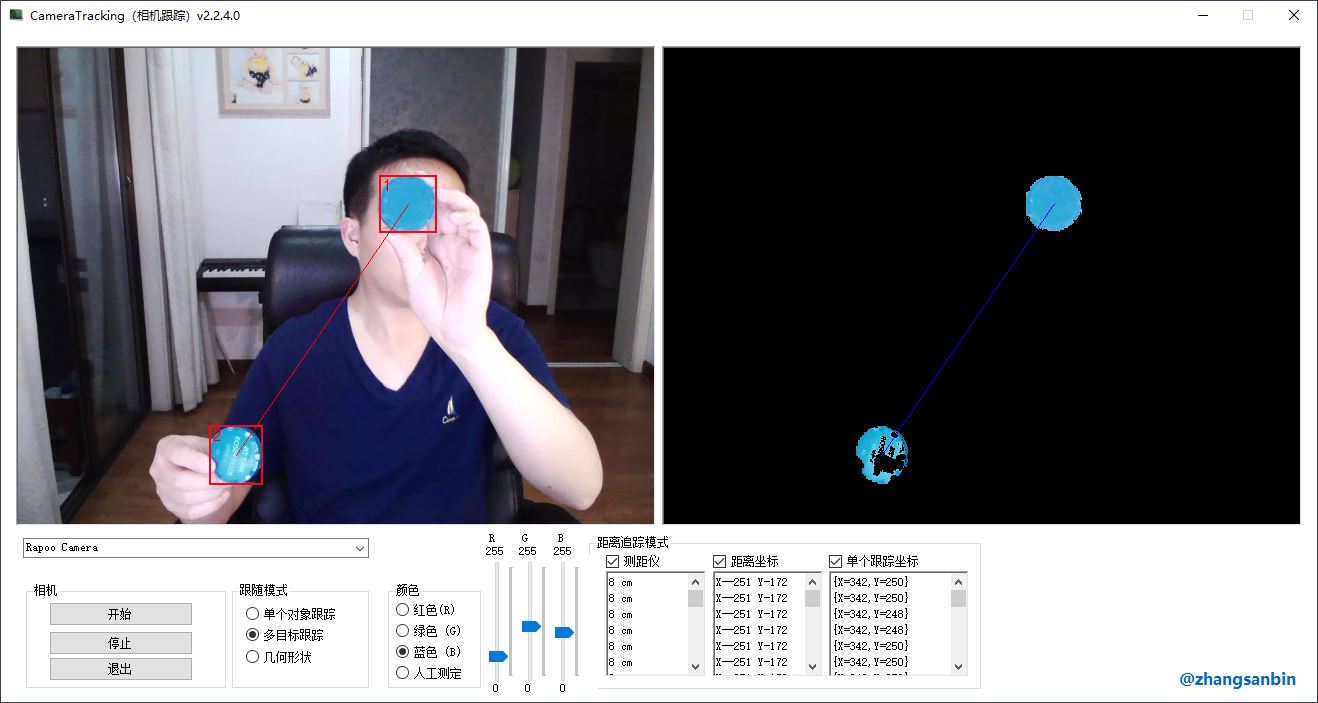 CameraTracking (相机跟踪) v2.2.4.0
1
2
Rapoo Camera
相机
开始
停止
退出
跟随模式
单个对象跟踪
多目标跟踪
几何形状
颜色
红色(R)
绿色 (G)
蓝色 (B)
人工测定
R G B
255 255 255
0 0 0
距离追踪模式
测距仪
8 cm
8 cm
8 cm
8 cm
8 cm
8 cm
距离坐标
X—251 Y-172
X—251 Y-172
X—251 Y-172
X—251 Y-172
X—251 Y-172
X—251 Y-172
单个跟踪坐标
{X=342,Y=250}
{X=342,Y=250}
{X=342,Y=248}
{X=342,Y=248}
{X=342,Y=250}
{X=342,Y=250}
@zhangsanbin